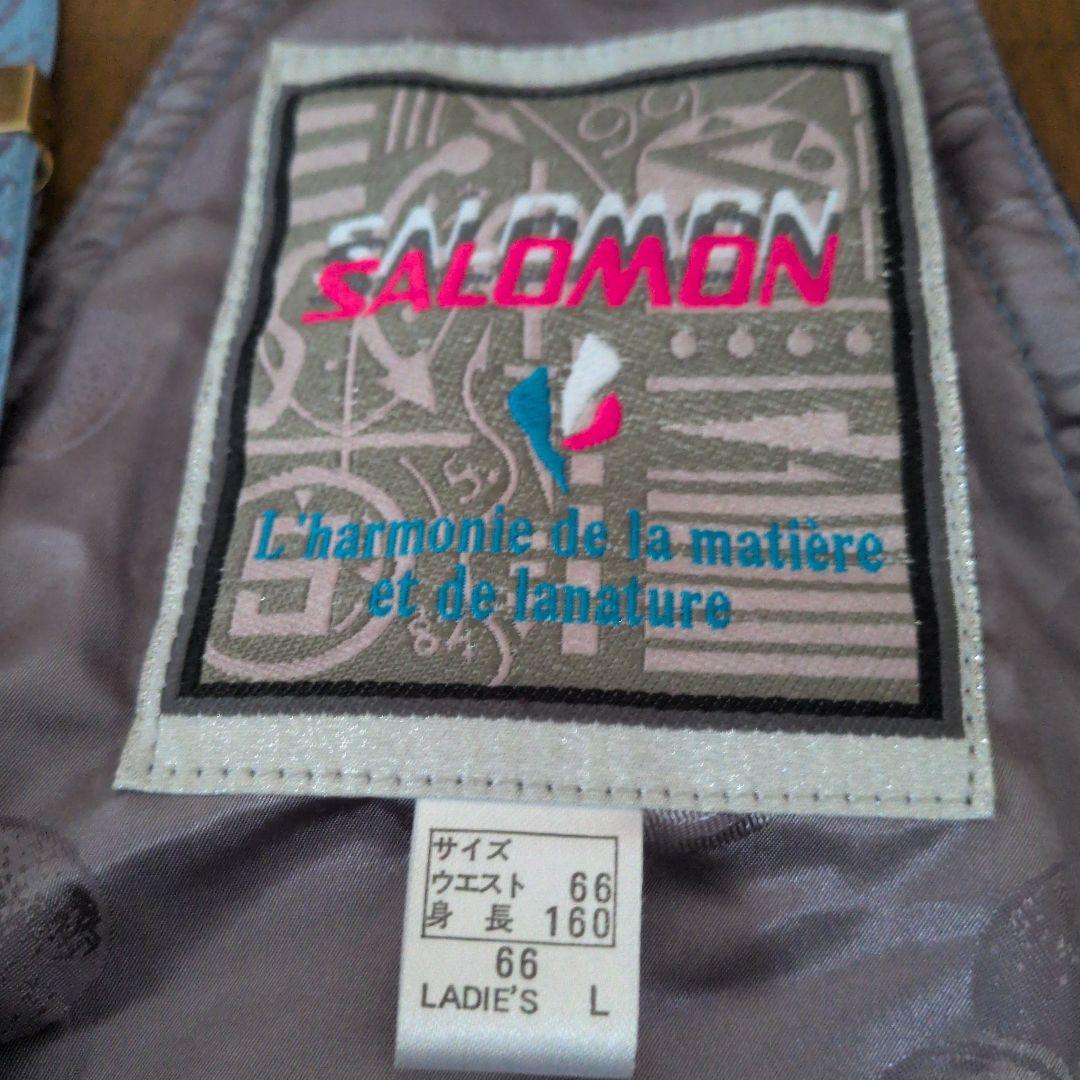 SALOMON
SALOMON
L'harmonie de la matière
et de lanature
サイズ
ウエスト 66
身 長 160
66
LADIE'S L